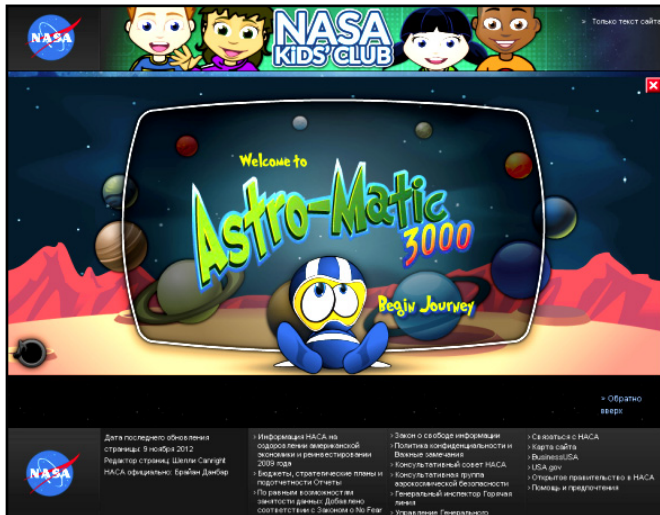 NASA
NASA
KIDS' CLUB
» Только текст сайта
Welcome to
Astro-Matic
3000
Begin Journey
» Обратно
вверх
NASA
Дата последнего обновления
страницы: 9 ноября 2012
Редактор страниц: Шелли Canright
НАСА официально: Брайан Данбар
› Информация НАСА на
оздоровлении американской
экономики и реинвестировании
2009 года
› Бюджеты, стратегические планы и
подотчетности Отчеты
› По равным возможностям
занятости данных Добавлено
соответствии с Законом о No Fear
› Закон о свободе информации
› Политика конфиденциальности и
Важные замечания
› Консультативный совет НАСА
› Консультативная группа
аэрокосмической безопасности
› Генеральный инспектор Горячая
линия
› Управление Генерального
› Связаться с НАСА
› Карта сайта
› BusinessUSA
› USA.gov
› Открытое правительство в НАСА
› Помощь и предпочтения